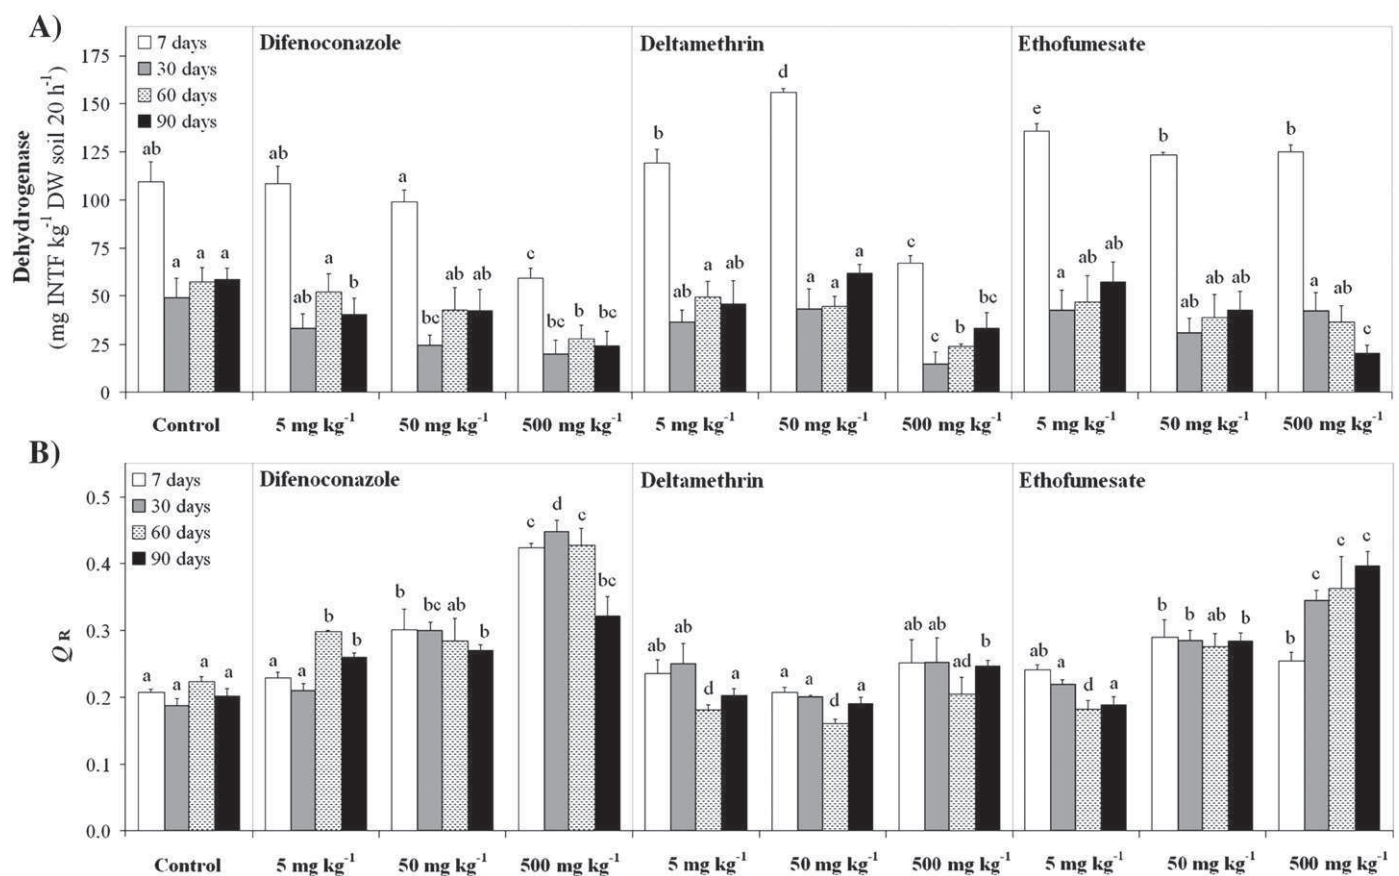 A)
7 days
30 days
60 days
90 days
Difenoconazole
Deltamethrin
Ethofumesate
Dehydrogenase
(mg INTF kg⁻¹ DW soil 20 h⁻¹)
175
150
125
100
75
50
25
0
ab a a a
ab ab a b
a bc ab ab
c bc b bc
b ab a ab
d a a a
c c b bc
e a ab ab
b ab ab ab
b a ab c
Control 5 mg kg⁻¹ 50 mg kg⁻¹ 500 mg kg⁻¹ 5 mg kg⁻¹ 50 mg kg⁻¹ 500 mg kg⁻¹ 5 mg kg⁻¹ 50 mg kg⁻¹ 500 mg kg⁻¹
B)
7 days
30 days
60 days
90 days
Difenoconazole
Deltamethrin
Ethofumesate
QR
0.5
0.4
0.3
0.2
0.1
0.0
a a a a
a a b b
b bc ab b
c d c bc
ab ab d a
a a d a
ab ab ad b
ab a d a
b b ab b
b c c c
Control 5 mg kg⁻¹ 50 mg kg⁻¹ 500 mg kg⁻¹ 5 mg kg⁻¹ 50 mg kg⁻¹ 500 mg kg⁻¹ 5 mg kg⁻¹ 50 mg kg⁻¹ 500 mg kg⁻¹